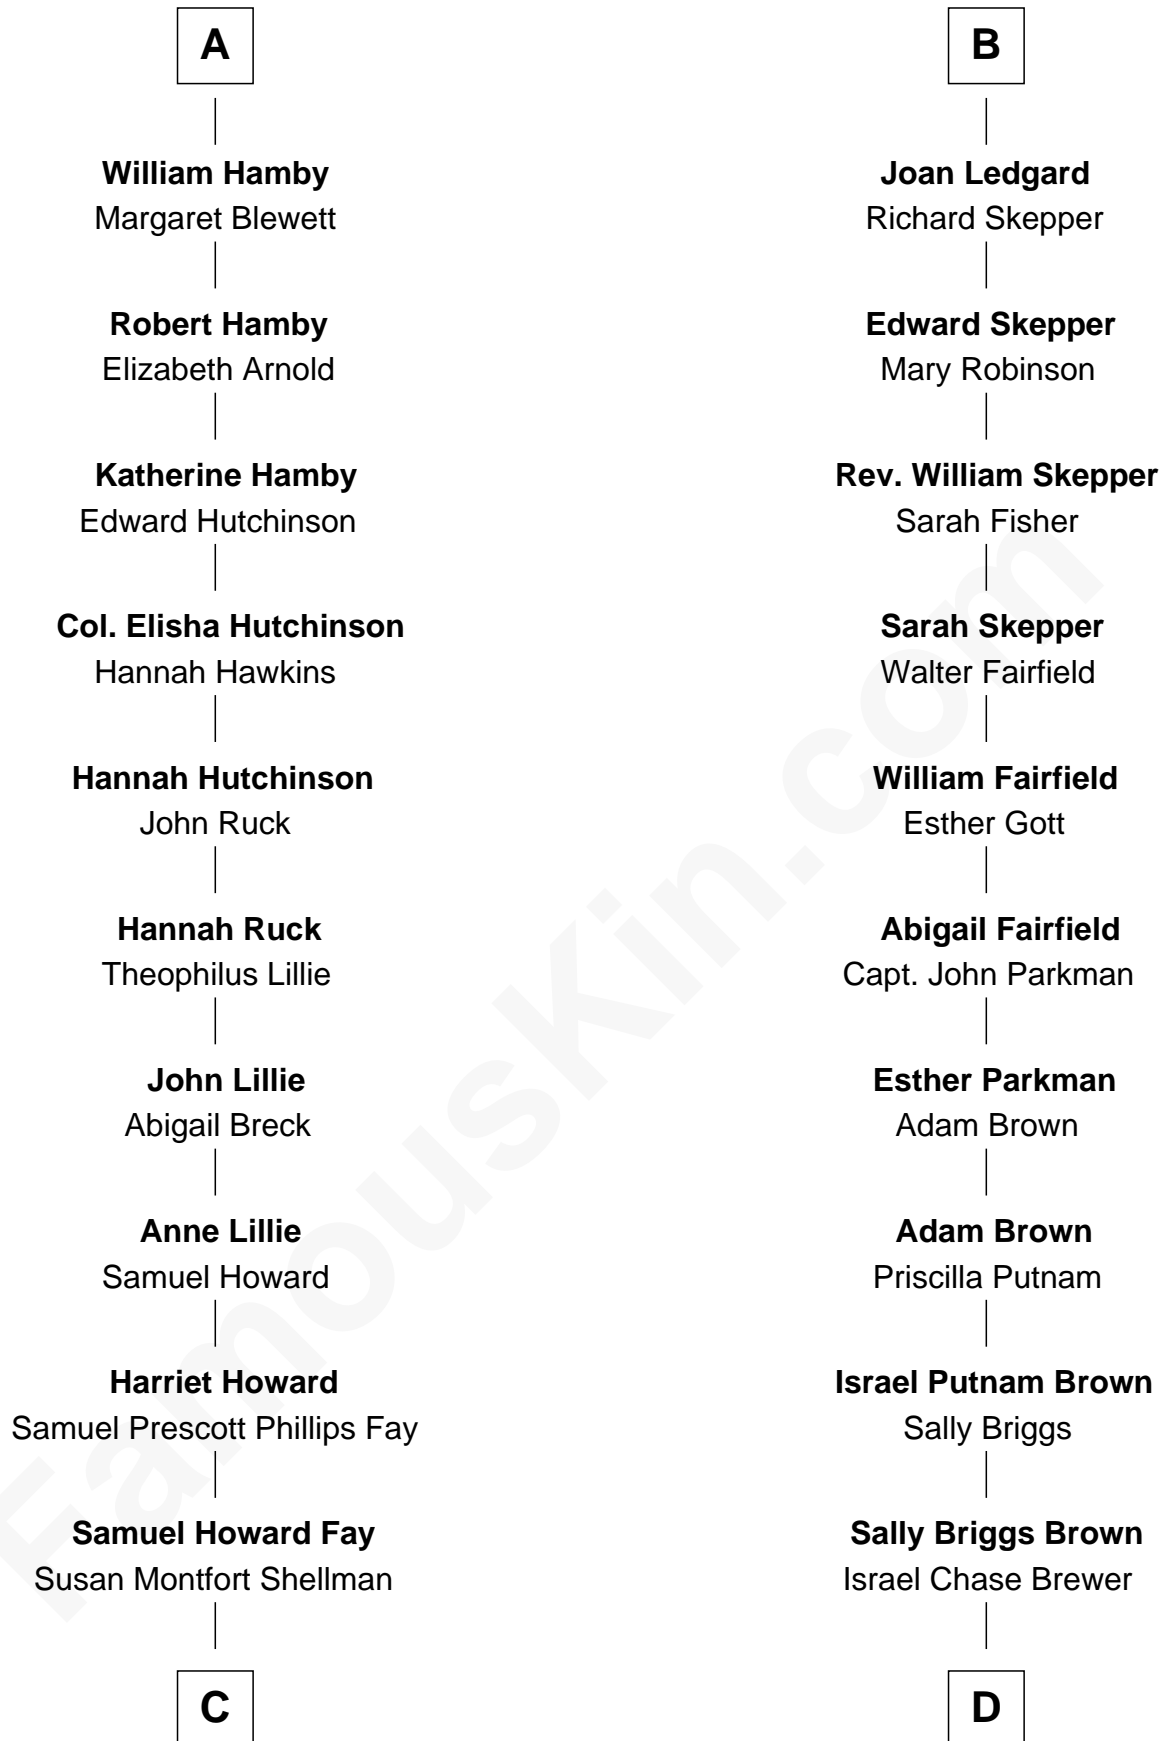 A
William Hamby
Margaret Blewett
Robert Hamby
Elizabeth Arnold
Katherine Hamby
Edward Hutchinson
Col. Elisha Hutchinson
Hannah Hawkins
Hannah Hutchinson
John Ruck
Hannah Ruck
Theophilus Lillie
John Lillie
Abigail Breck
Anne Lillie
Samuel Howard
Harriet Howard
Samuel Prescott Phillips Fay
Samuel Howard Fay
Susan Montfort Shellman
C
B
Joan Ledgard
Richard Skepper
Edward Skepper
Mary Robinson
Rev. William Skepper
Sarah Fisher
Sarah Skepper
Walter Fairfield
William Fairfield
Esther Gott
Abigail Fairfield
Capt. John Parkman
Esther Parkman
Adam Brown
Adam Brown
Priscilla Putnam
Israel Putnam Brown
Sally Briggs
Sally Briggs Brown
Israel Chase Brewer
D
FamousKin.com